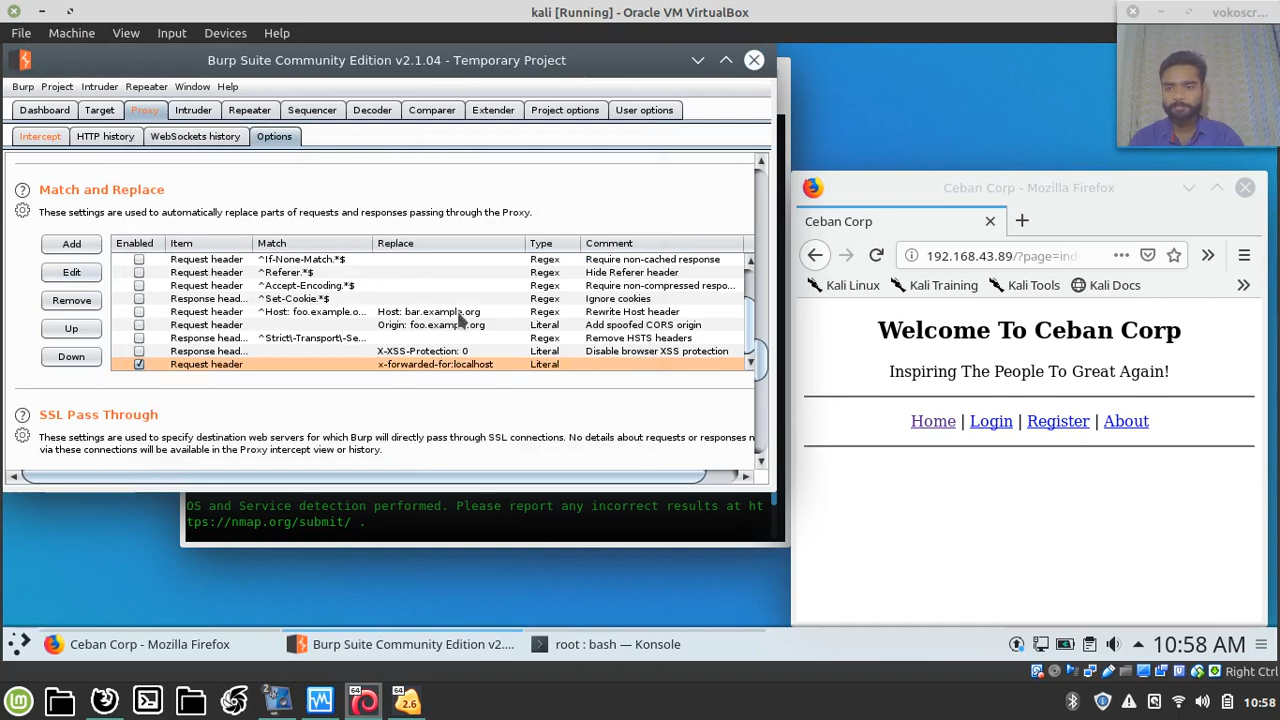 kali [Running] - Oracle VM VirtualBox
vokoscr...
File Machine View Input Devices Help
Burp Suite Community Edition v2.1.04 - Temporary Project
Burp Project Intruder Repeater Window Help
Dashboard Target Proxy Intruder Repeater Sequencer Decoder Comparer Extender Project options User options
Intercept HTTP history WebSockets history Options
Match and Replace
These settings are used to automatically replace parts of requests and responses passing through the Proxy.
Add
Edit
Remove
Up
Down
Enabled Item Match Replace Type Comment
Request header ^If-None-Match.*$ Regex Require non-cached response
Request header ^Referer.*$ Regex Hide Referer header
Request header ^Accept-Encoding.*$ Regex Require non-compressed respo...
Response head... ^Set-Cookie.*$ Regex Ignore cookies
Request header ^Host: foo.example.o... Host: bar.example.org Regex Rewrite Host header
Request header Origin: foo.example.org Literal Add spoofed CORS origin
Response head... ^Strict\-Transport\-Se... Regex Remove HSTS headers
Response head... X-XSS-Protection: 0 Literal Disable browser XSS protection
Request header x-forwarded-for:localhost Literal
SSL Pass Through
These settings are used to specify destination web servers for which Burp will directly pass through SSL connections. No details about requests or responses n
via these connections will be available in the Proxy intercept view or history.
OS and Service detection performed. Please report any incorrect results at ht
tps://nmap.org/submit/ .
Ceban Corp - Mozilla Firefox
Ceban Corp
192.168.43.89/?page=ind
Kali Linux Kali Training Kali Tools Kali Docs
Welcome To Ceban Corp
Inspiring The People To Great Again!
Home | Login | Register | About
Ceban Corp - Mozilla Firefox
Burp Suite Community Edition v2....
root : bash — Konsole
10:58 AM
Right Ctrl
2
64
64
2.6
10:58